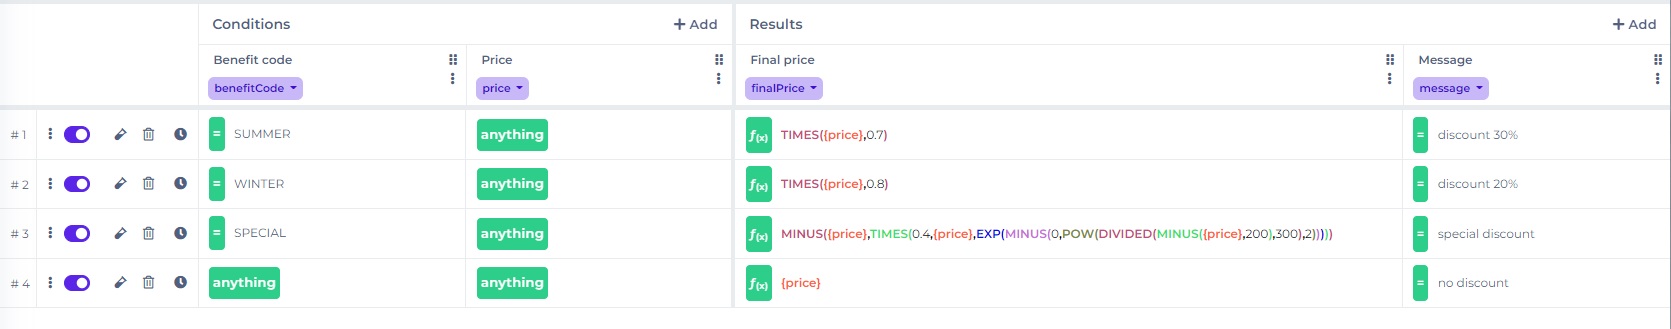 Conditions + Add Results + Add
Benefit code Price Final price Message
benefitCode price finalPrice message
# 1 = SUMMER anything f(x) TIMES({price},0.7) = discount 30%
# 2 = WINTER anything f(x) TIMES({price},0.8) = discount 20%
# 3 = SPECIAL anything f(x) MINUS({price},TIMES(0.4,{price},EXP(MINUS(0,POW(DIVIDED(MINUS({price},200),300),2))))) = special discount
# 4 anything anything f(x) {price} = no discount